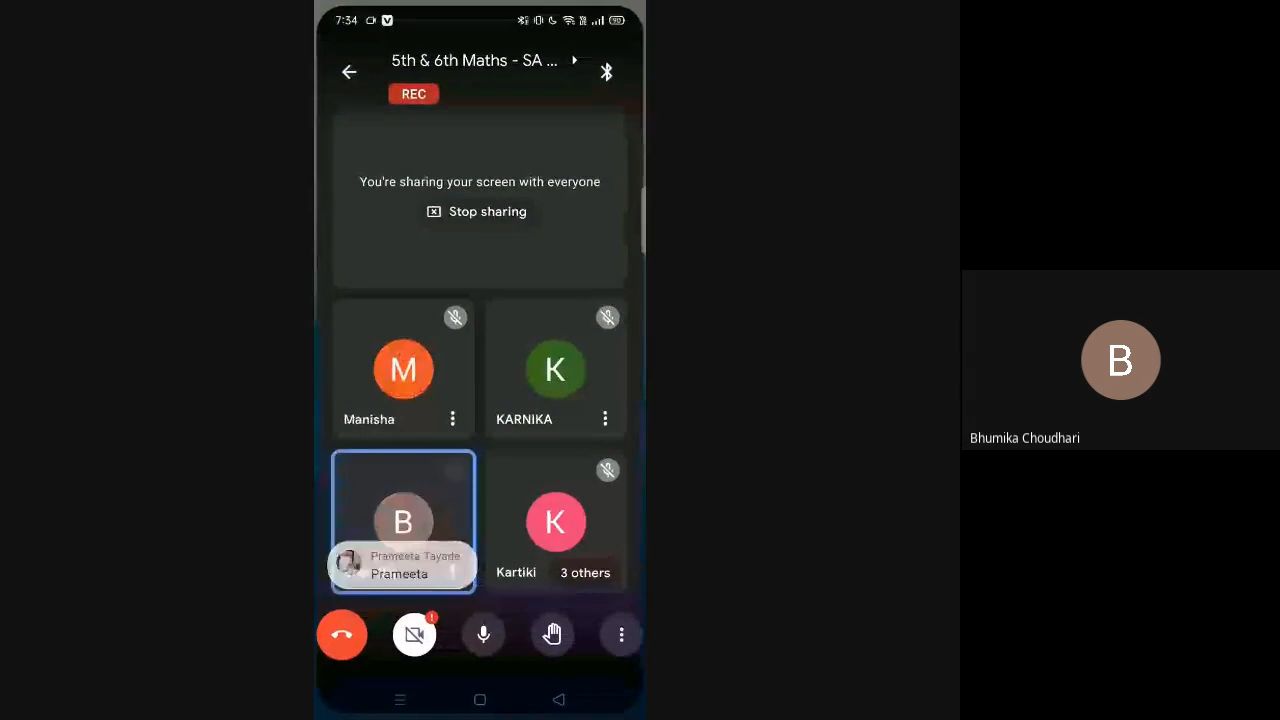 7:34
V
5th & 6th Maths - SA ...
REC
You're sharing your screen with everyone
Stop sharing
M
K
Manisha
KARNIKA
B
K
Prameeta Tayade
Prameeta
Kartiki
3 others
B
Bhumika Choudhari